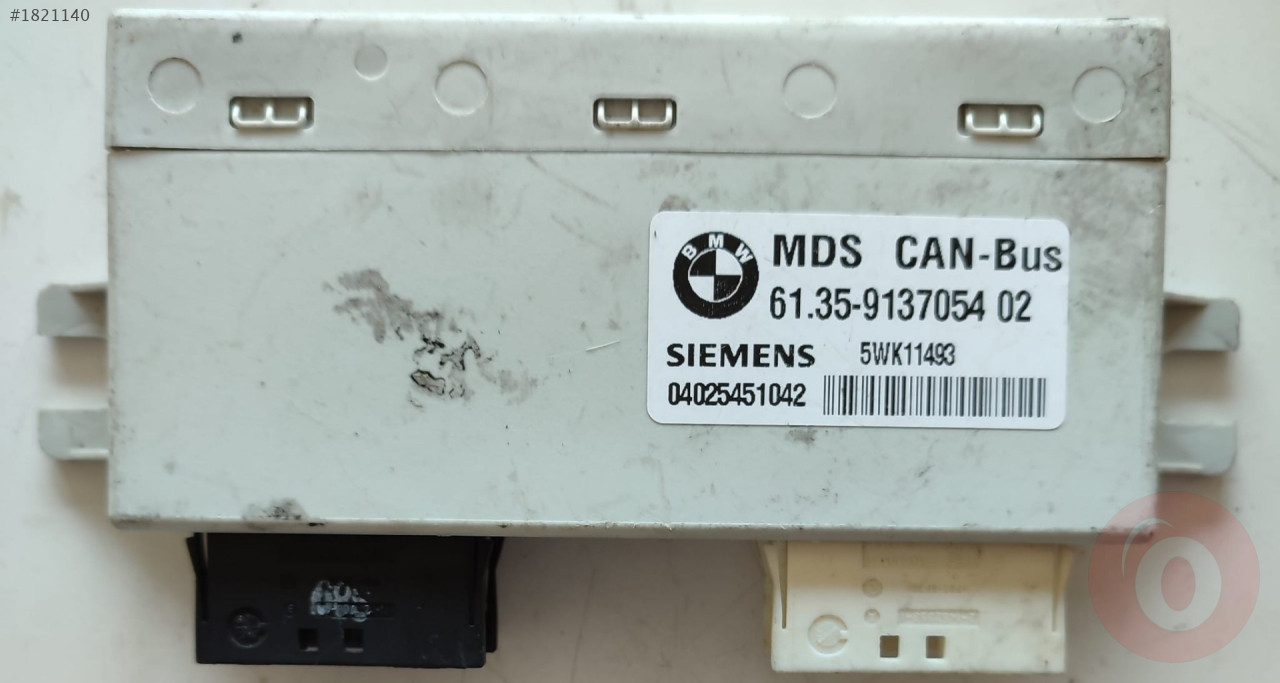 #1821140
BMW
MDS CAN-Bus
61.35-9137054 02
SIEMENS 5WK11493
04025451042